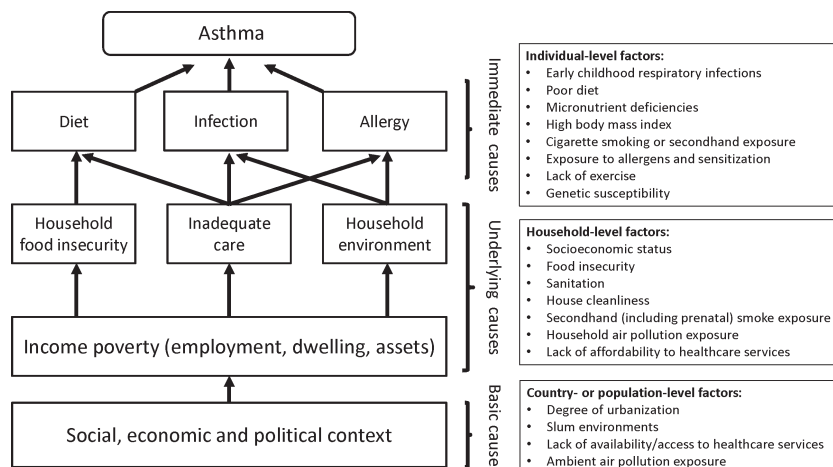 Asthma
Diet
Infection
Allergy
Immediate causes
Household
food insecurity
Inadequate
care
Household
environment
Underlying causes
Income poverty (employment, dwelling, assets)
Social, economic and political context
Basic cause
Individual-level factors:
• Early childhood respiratory infections
• Poor diet
• Micronutrient deficiencies
• High body mass index
• Cigarette smoking or secondhand exposure
• Exposure to allergens and sensitization
• Lack of exercise
• Genetic susceptibility
Household-level factors:
• Socioeconomic status
• Food insecurity
• Sanitation
• House cleanliness
• Secondhand (including prenatal) smoke exposure
• Household air pollution exposure
• Lack of affordability to healthcare services
Country- or population-level factors:
• Degree of urbanization
• Slum environments
• Lack of availability/access to healthcare services
• Ambient air pollution exposure